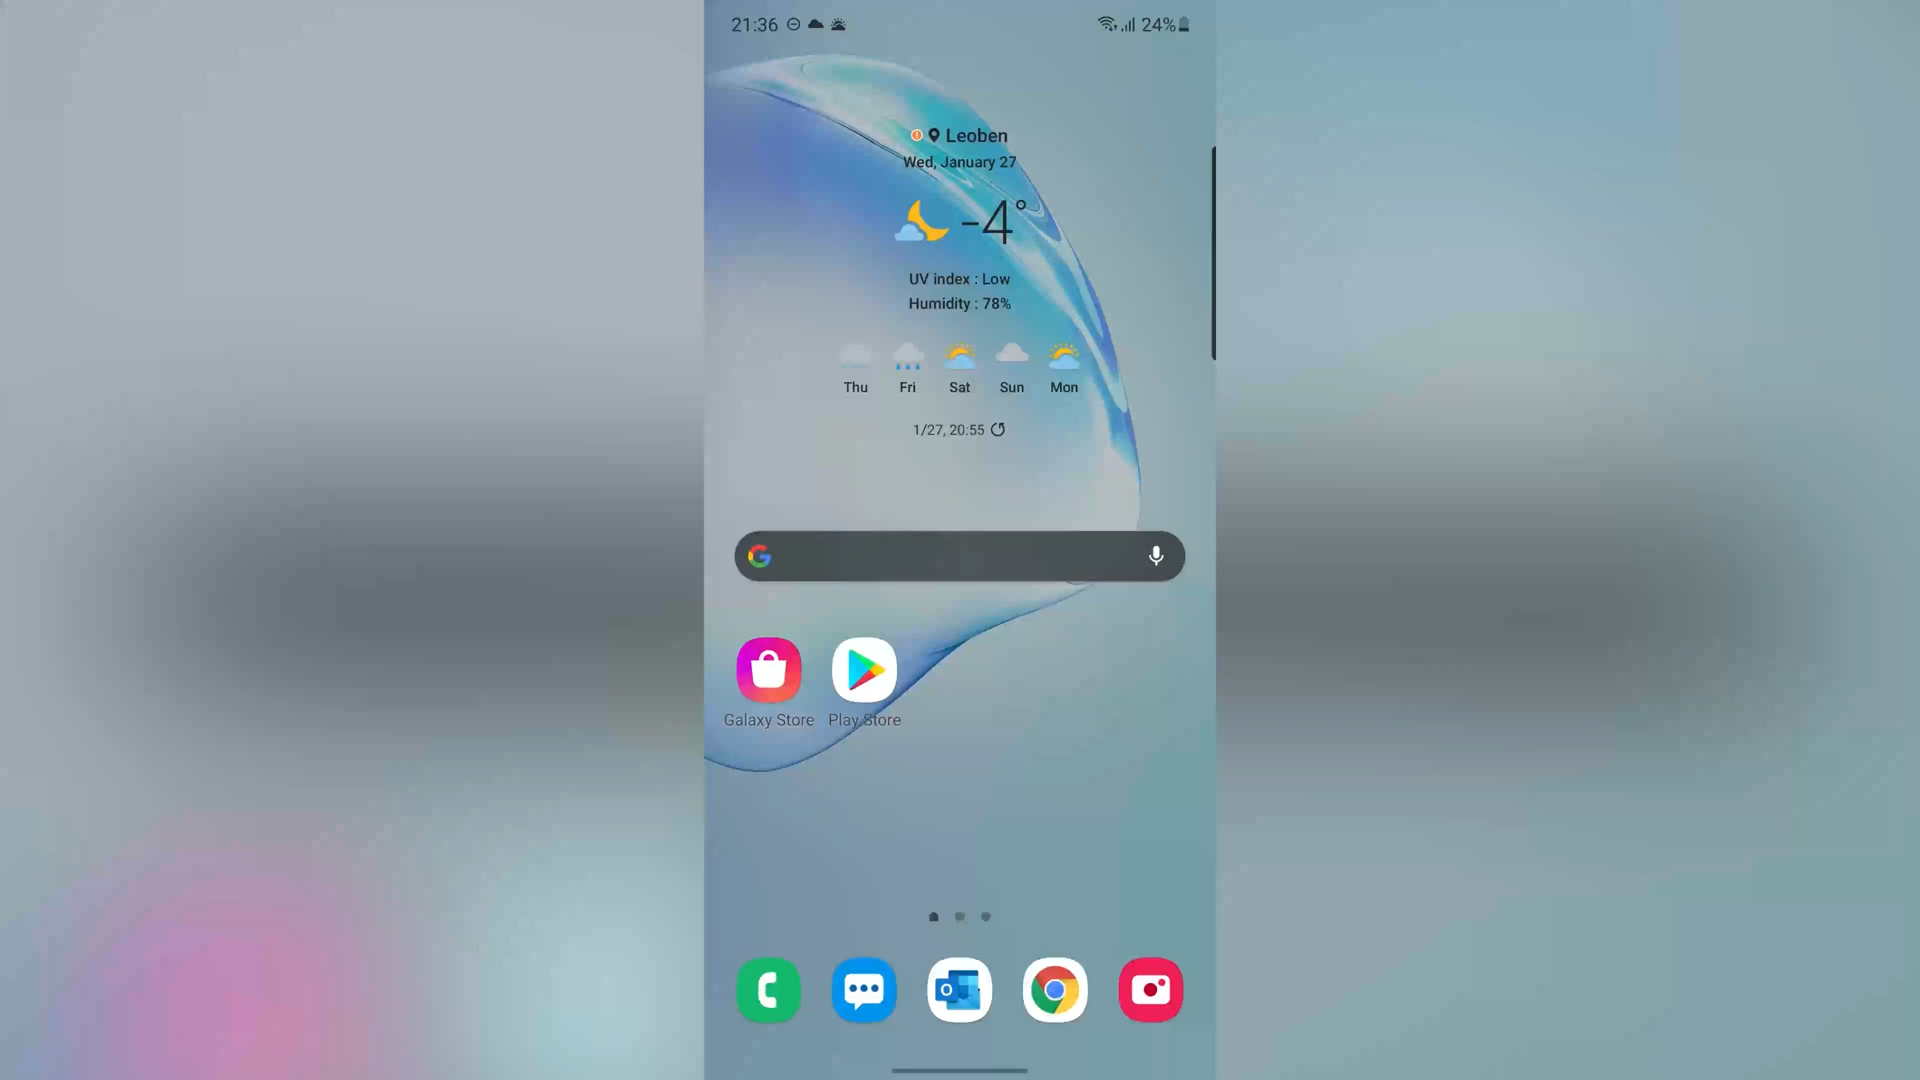 21:36
24%
Leoben
Wed, January 27
-4°
UV index : Low
Humidity : 78%
Thu Fri Sat Sun Mon
1/27, 20:55
Galaxy Store Play Store